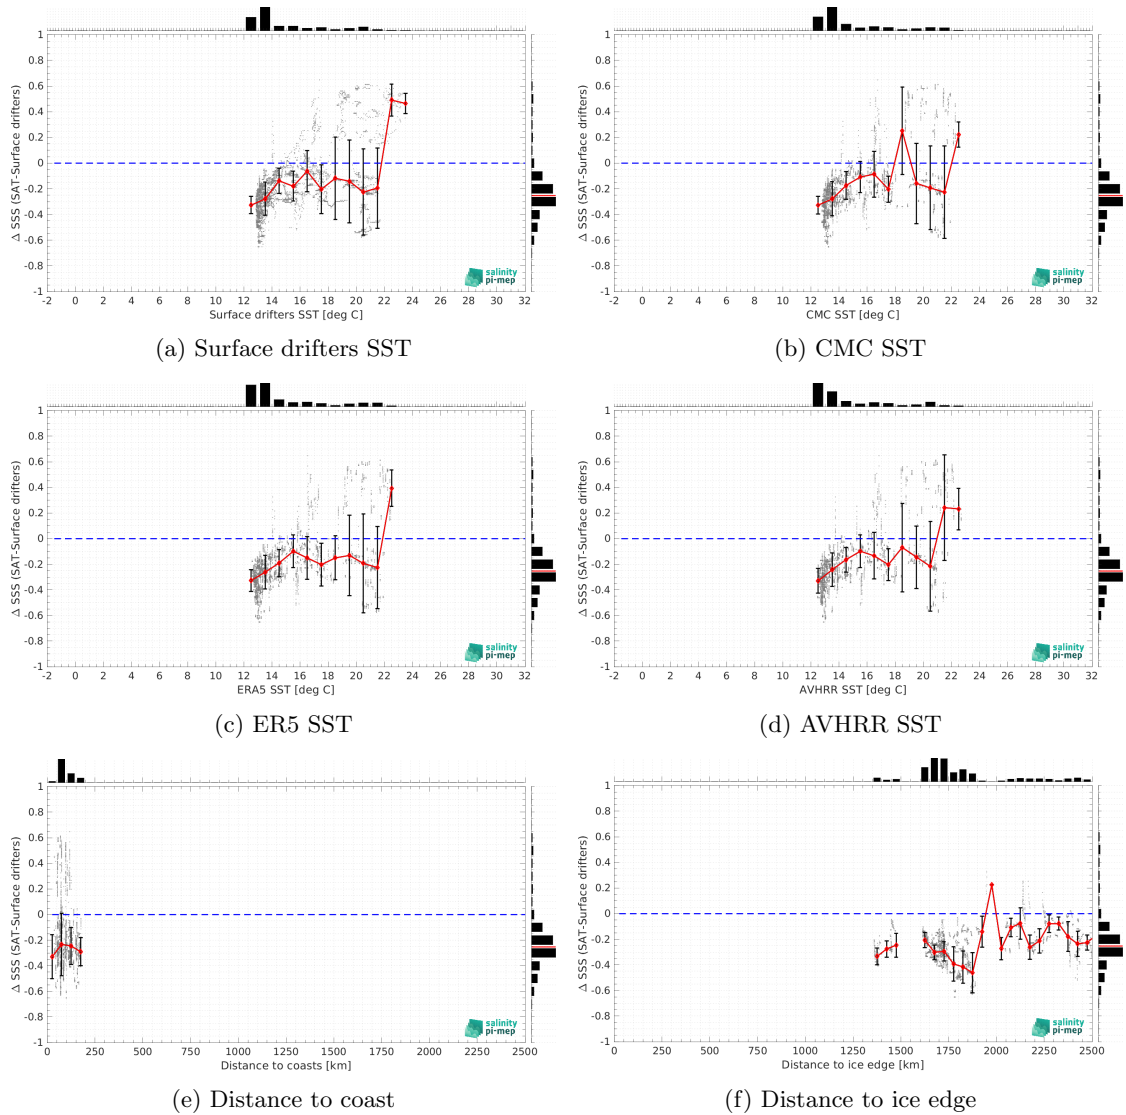 1
0.8
0.6
0.4
0.2
0
-0.2
-0.4
-0.6
-0.8
-1
Δ SSS (SAT-Surface drifters)
salinity
pi-mep
-2 0 2 4 6 8 10 12 14 16 18 20 22 24 26 28 30 32
Surface drifters SST [deg C]
(a) Surface drifters SST
1
0.8
0.6
0.4
0.2
0
-0.2
-0.4
-0.6
-0.8
-1
Δ SSS (SAT-Surface drifters)
salinity
pi-mep
-2 0 2 4 6 8 10 12 14 16 18 20 22 24 26 28 30 32
CMC SST [deg C]
(b) CMC SST
1
0.8
0.6
0.4
0.2
0
-0.2
-0.4
-0.6
-0.8
-1
Δ SSS (SAT-Surface drifters)
salinity
pi-mep
-2 0 2 4 6 8 10 12 14 16 18 20 22 24 26 28 30 32
ERA5 SST [deg C]
(c) ER5 SST
1
0.8
0.6
0.4
0.2
0
-0.2
-0.4
-0.6
-0.8
-1
Δ SSS (SAT-Surface drifters)
salinity
pi-mep
-2 0 2 4 6 8 10 12 14 16 18 20 22 24 26 28 30 32
AVHRR SST [deg C]
(d) AVHRR SST
1
0.8
0.6
0.4
0.2
0
-0.2
-0.4
-0.6
-0.8
-1
Δ SSS (SAT-Surface drifters)
salinity
pi-mep
0 250 500 750 1000 1250 1500 1750 2000 2250 2500
Distance to coasts [km]
(e) Distance to coast
1
0.8
0.6
0.4
0.2
0
-0.2
-0.4
-0.6
-0.8
-1
Δ SSS (SAT-Surface drifters)
salinity
pi-mep
0 250 500 750 1000 1250 1500 1750 2000 2250 2500
Distance to ice edge [km]
(f) Distance to ice edge